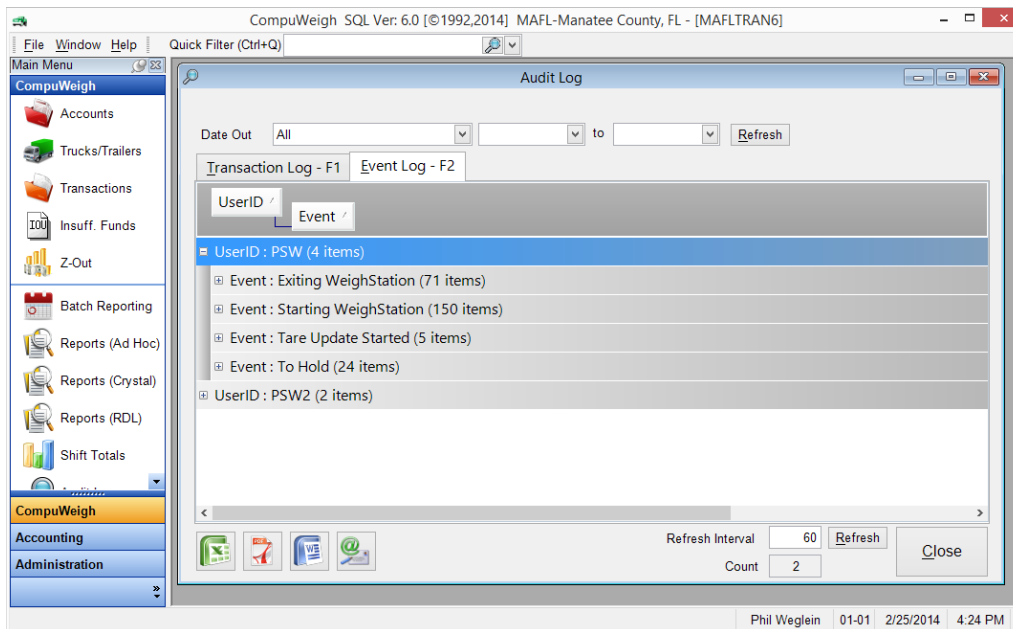 CompuWeigh SQL Ver: 6.0 [©1992,2014] MAFL-Manatee County, FL - [MAFLTRAN6]
File Window Help Quick Filter (Ctrl+Q)
Main Menu
CompuWeigh
Accounts
Trucks/Trailers
Transactions
IOU Insuff. Funds
Z-Out
Batch Reporting
Reports (Ad Hoc)
Reports (Crystal)
Reports (RDL)
Shift Totals
CompuWeigh
Accounting
Administration
Audit Log
Date Out All to Refresh
Transaction Log - F1 Event Log - F2
UserID
Event
UserID : PSW (4 items)
Event : Exiting WeighStation (71 items)
Event : Starting WeighStation (150 items)
Event : Tare Update Started (5 items)
Event : To Hold (24 items)
UserID : PSW2 (2 items)
Refresh Interval 60 Refresh
Count 2
Close
Phil Weglein 01-01 2/25/2014 4:24 PM